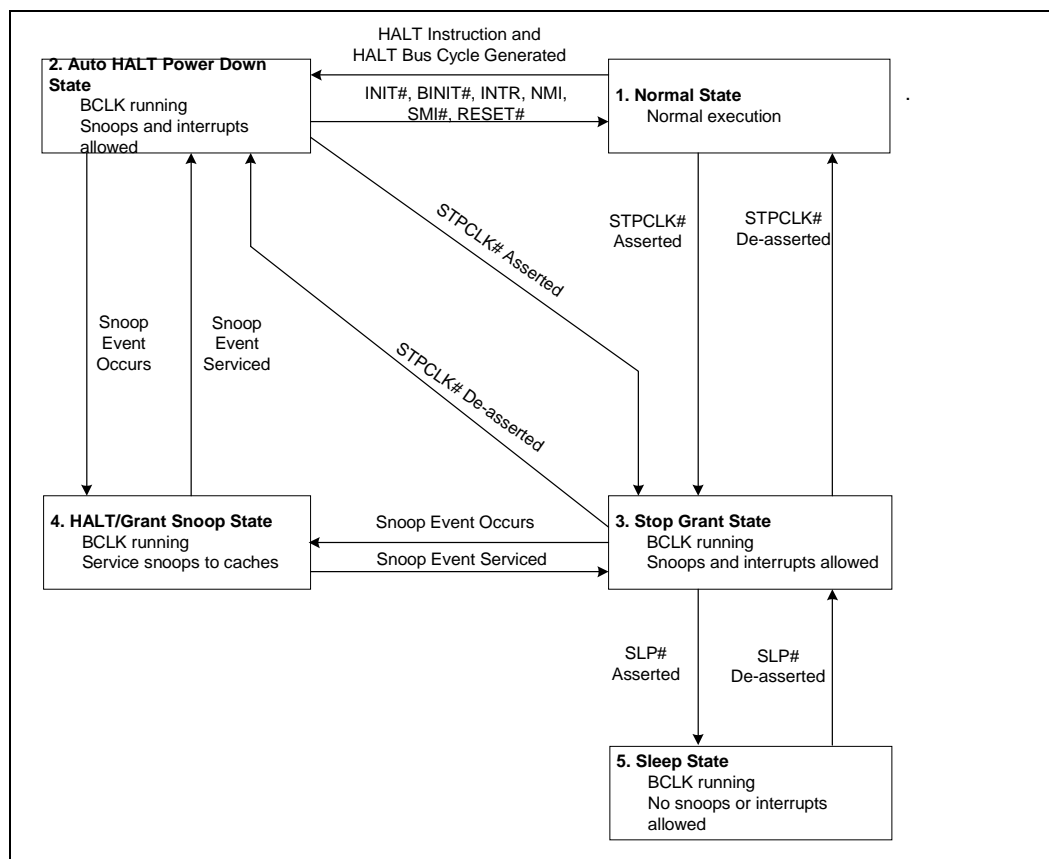 HALT Instruction and
HALT Bus Cycle Generated
2. Auto HALT Power Down
State
BCLK running
Snoops and interrupts
allowed
INIT#, BINIT#, INTR, NMI,
SMI#, RESET#
1. Normal State
Normal execution
.
STPCLK# Asserted
STPCLK#
Asserted
STPCLK#
De-asserted
Snoop
Event
Occurs
Snoop
Event
Serviced
STPCLK# De-asserted
4. HALT/Grant Snoop State
BCLK running
Service snoops to caches
Snoop Event Occurs
Snoop Event Serviced
3. Stop Grant State
BCLK running
Snoops and interrupts allowed
SLP#
Asserted
SLP#
De-asserted
5. Sleep State
BCLK running
No snoops or interrupts
allowed